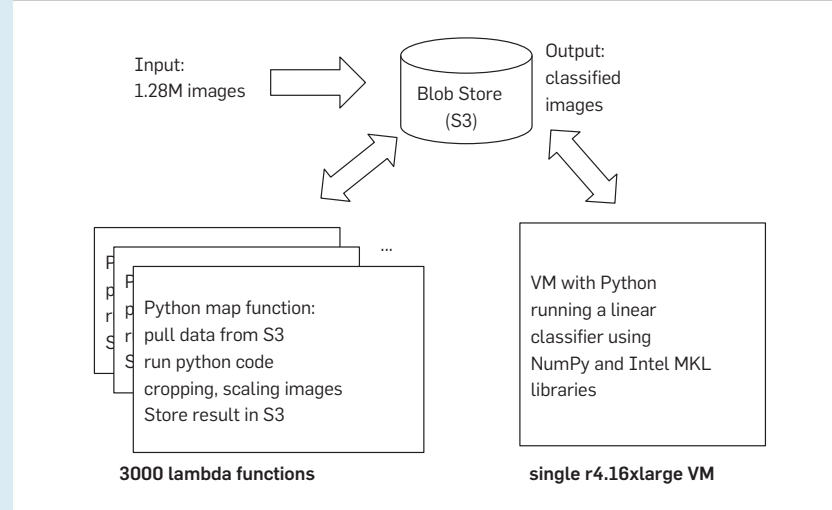 Input:
1.28M images
Blob Store
(S3)
Output:
classified
images
...
P
p
r
S
P
p
r
S
Python map function:
pull data from S3
run python code
cropping, scaling images
Store result in S3
3000 lambda functions
VM with Python
running a linear
classifier using
NumPy and Intel MKL
libraries
single r4.16xlarge VM